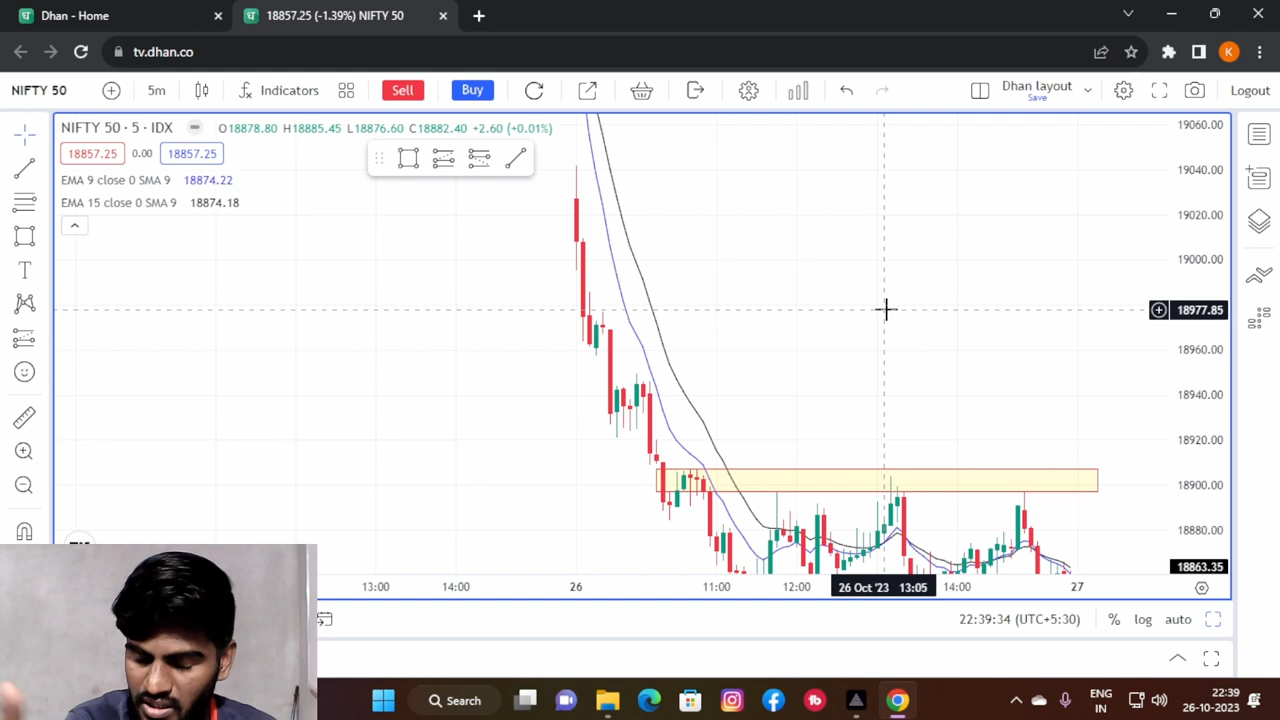 Dhan - Home
18857.25 (-1.39%) NIFTY 50
tv.dhan.co
K
NIFTY 50
5m
Indicators
Sell
Buy
Dhan layout
Save
Logout
NIFTY 50 · 5 · IDX
O18878.80 H18885.45 L18876.60 C18882.40 +2.60 (+0.01%)
18857.25 0.00 18857.25
EMA 9 close 0 SMA 9 18874.22
EMA 15 close 0 SMA 9 18874.18
19060.00
19040.00
19020.00
19000.00
18977.85
18960.00
18940.00
18920.00
18900.00
18880.00
18863.35
13:00 14:00 26 11:00 12:00 26 Oct '23 13:05 14:00 27
22:39:34 (UTC+5:30) % log auto
Search
ENG
IN
22:39
26-10-2023